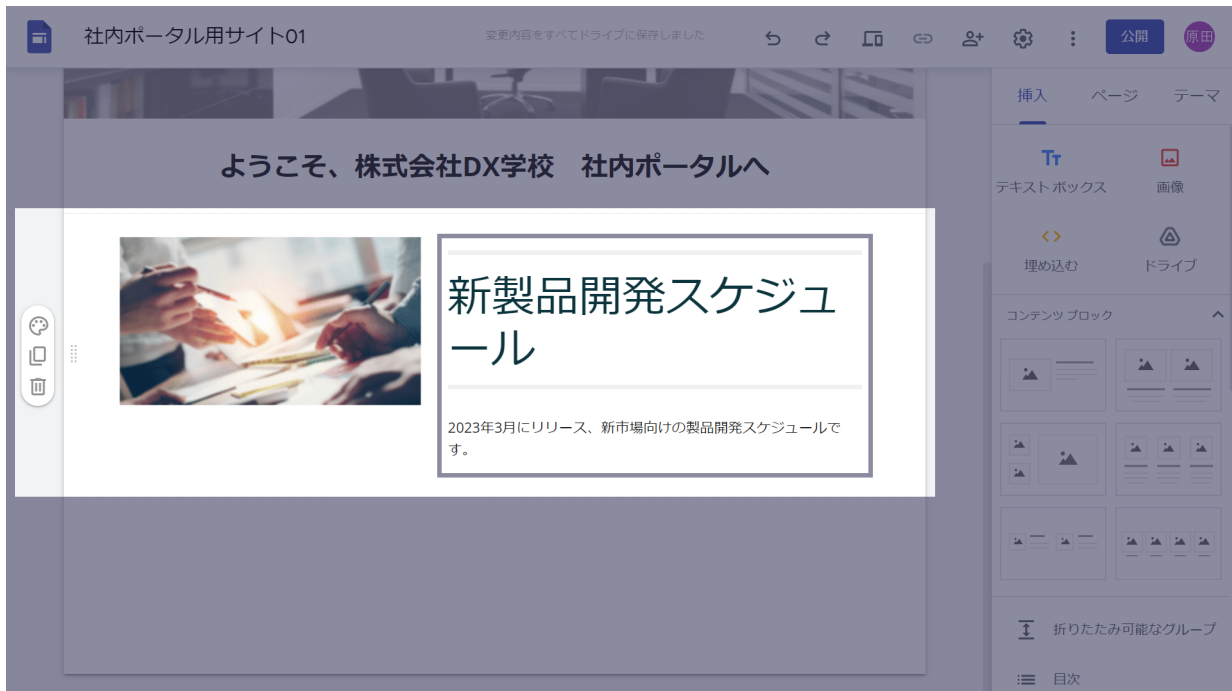 社内ポータル用サイト01
変更内容をすべてドライブに保存しました
公開
原田
挿入
ページ
テーマ
ようこそ、株式会社DX学校　社内ポータルへ
Tт
テキスト ボックス
画像
埋め込む
ドライブ
コンテンツ ブロック
新製品開発スケジュ
ール
2023年3月にリリース、新市場向けの製品開発スケジュールで
す。
折りたたみ可能なグループ
目次